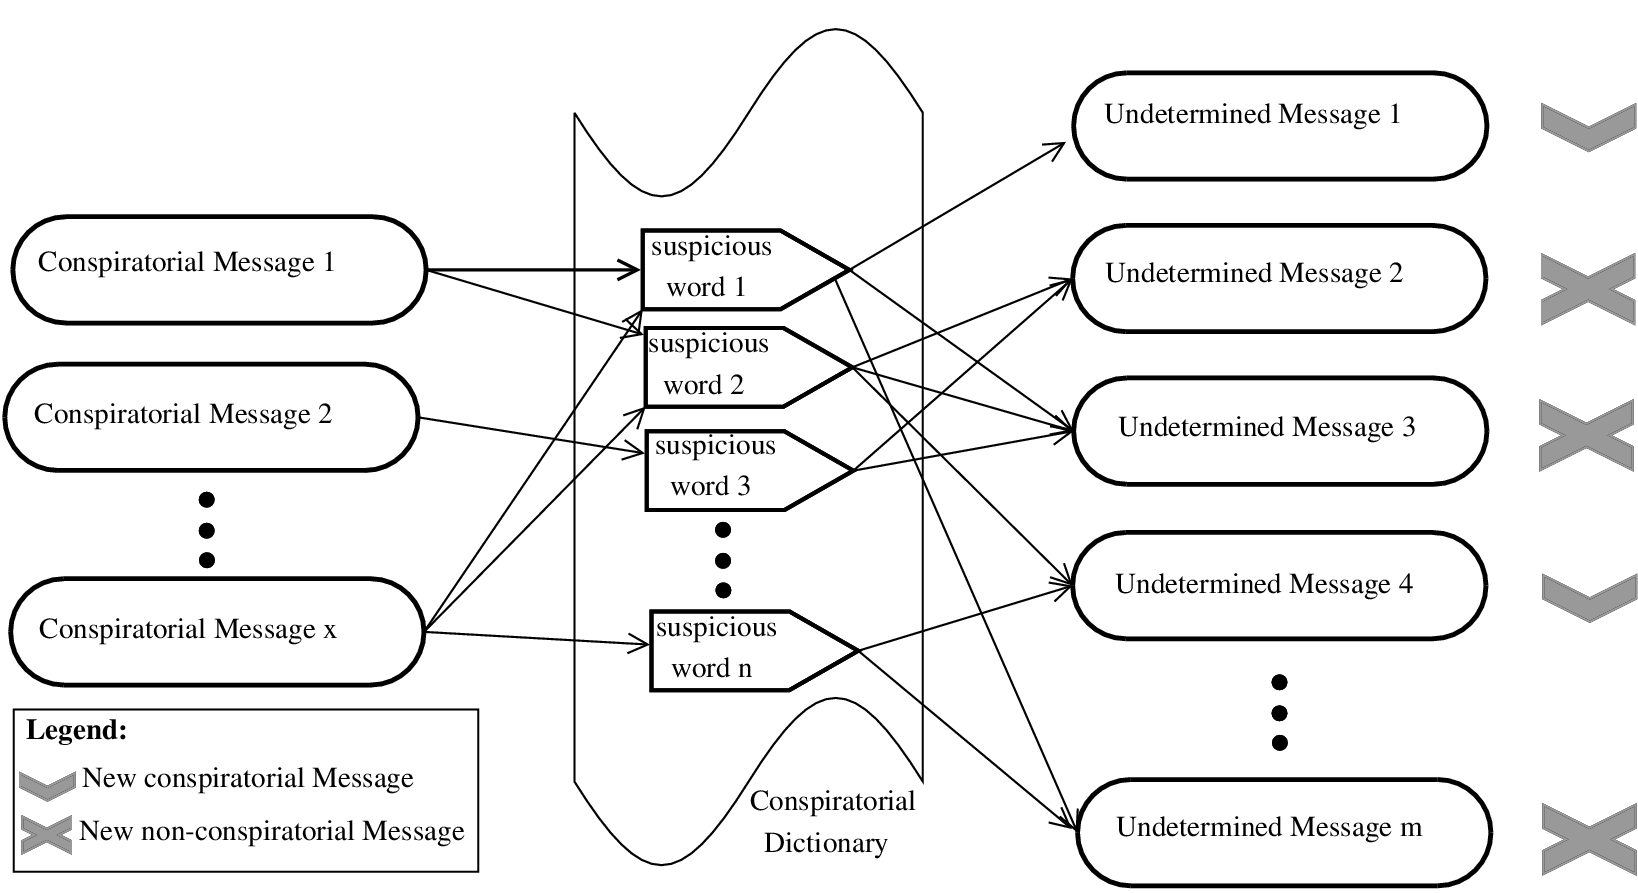 Conspiratorial Message 1
Conspiratorial Message 2
Conspiratorial Message x
suspicious
word 1
suspicious
word 2
suspicious
word 3
suspicious
word n
Conspiratorial
Dictionary
Undetermined Message 1
Undetermined Message 2
Undetermined Message 3
Undetermined Message 4
Undetermined Message m
Legend:
New conspiratorial Message
New non-conspiratorial Message